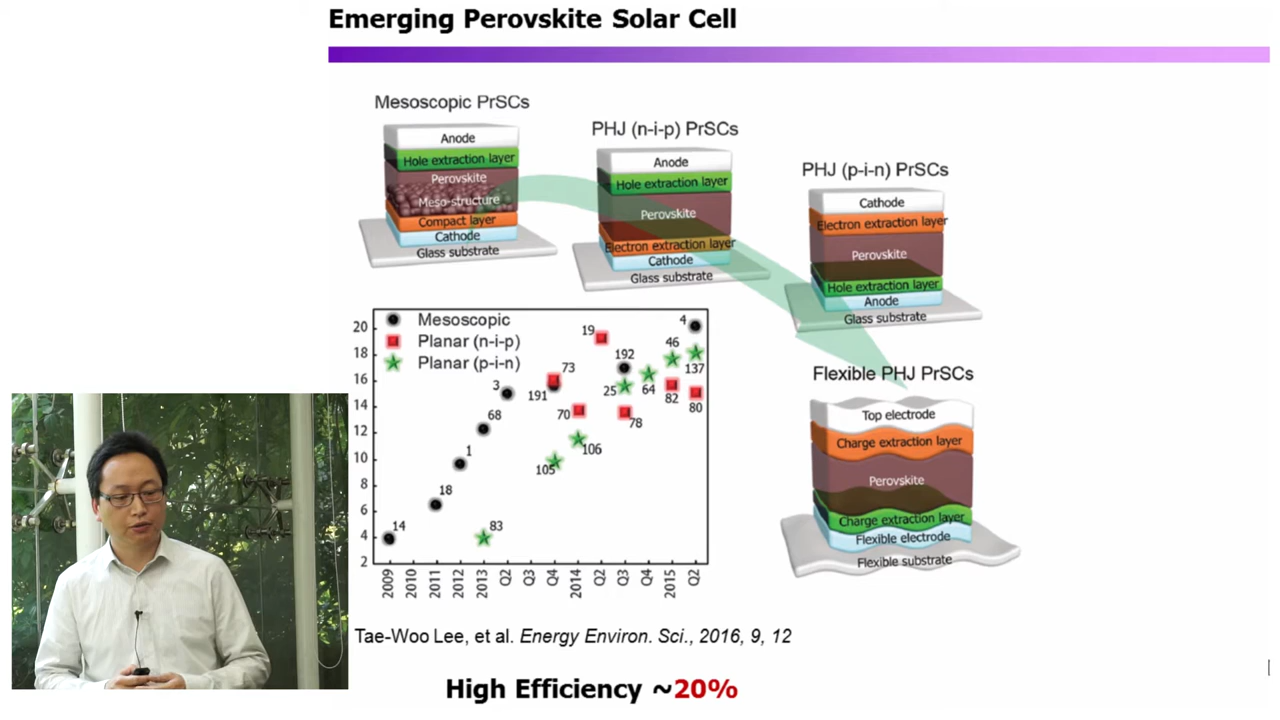 Emerging Perovskite Solar Cell
Mesoscopic PrSCs
Anode
Hole extraction layer
Perovskite
Meso-structure
Compact layer
Cathode
Glass substrate
PHJ (n-i-p) PrSCs
Anode
Hole extraction layer
Perovskite
Electron extraction layer
Cathode
Glass substrate
PHJ (p-i-n) PrSCs
Cathode
Electron extraction layer
Perovskite
Hole extraction layer
Anode
Glass substrate
Mesoscopic
Planar (n-i-p)
Planar (p-i-n)
20
18
16
14
12
10
8
6
4
2
14
18
1
68
3
83
73
191
105
70
106
19
192
25
78
64
46
82
4
137
80
2009
2010
2011
2012
2013
Q2
Q3
Q4
2014
Q2
Q3
Q4
2015
Q2
Flexible PHJ PrSCs
Top electrode
Charge extraction layer
Perovskite
Charge extraction layer
Flexible electrode
Flexible substrate
Tae-Woo Lee, et al. Energy Environ. Sci., 2016, 9, 12
High Efficiency ~20%